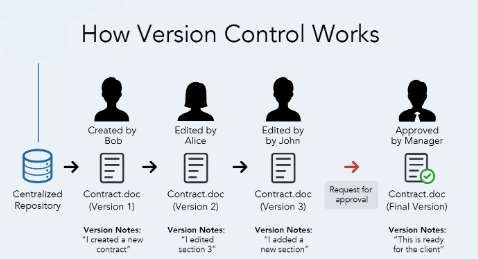 How Version Control Works
Created by
Bob
Edited by
Alice
Edited by
by John
Approved
by Manager
Centralized
Repository
Contract.doc
(Version 1)
Contract.doc
(Version 2)
Contract.doc
(Version 3)
Request for
approval
Contract.doc
(Final Version)
Version Notes:
"I created a new
contract"
Version Notes:
"I edited
section 3"
Version Notes:
"I added a
new section"
Version Notes:
"This is ready
for the client"